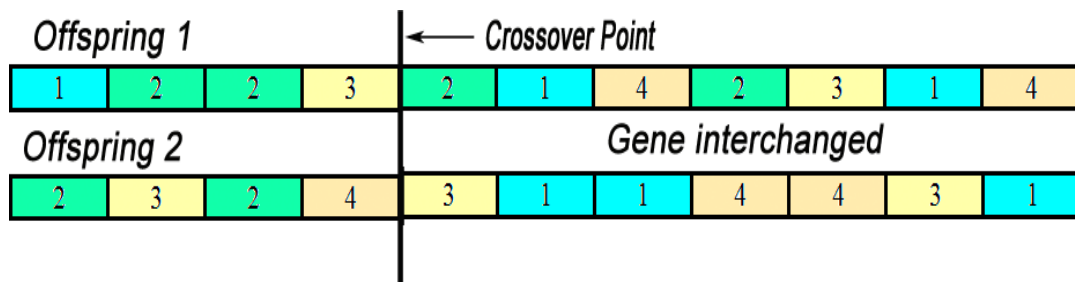 Offspring 1 Crossover Point
1 2 2 3 2 1 4 2 3 1 4
Offspring 2 Gene interchanged
2 3 2 4 3 1 1 4 4 3 1